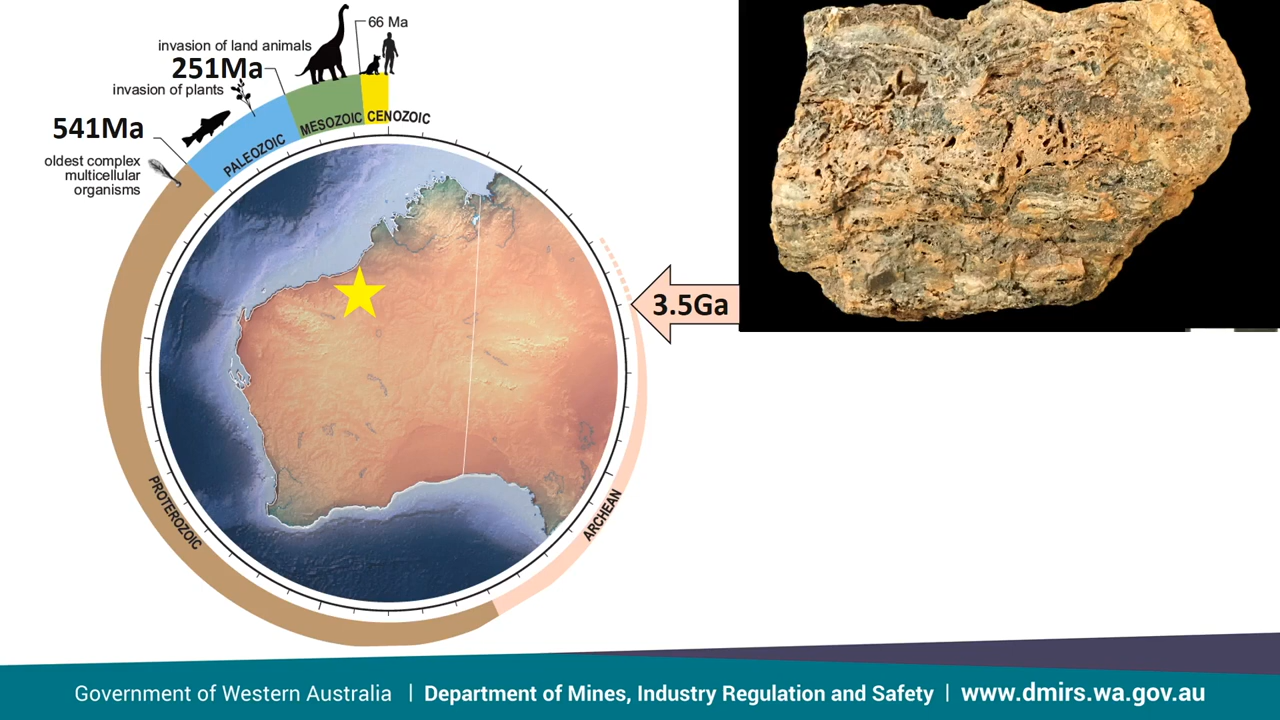 66 Ma
invasion of land animals
251Ma
invasion of plants
541Ma
oldest complex
multicellular
organisms
PALEOZOIC
MESOZOIC
CENOZOIC
3.5Ga
PROTEROZOIC
ARCHEAN
Government of Western Australia | Department of Mines, Industry Regulation and Safety | www.dmirs.wa.gov.au